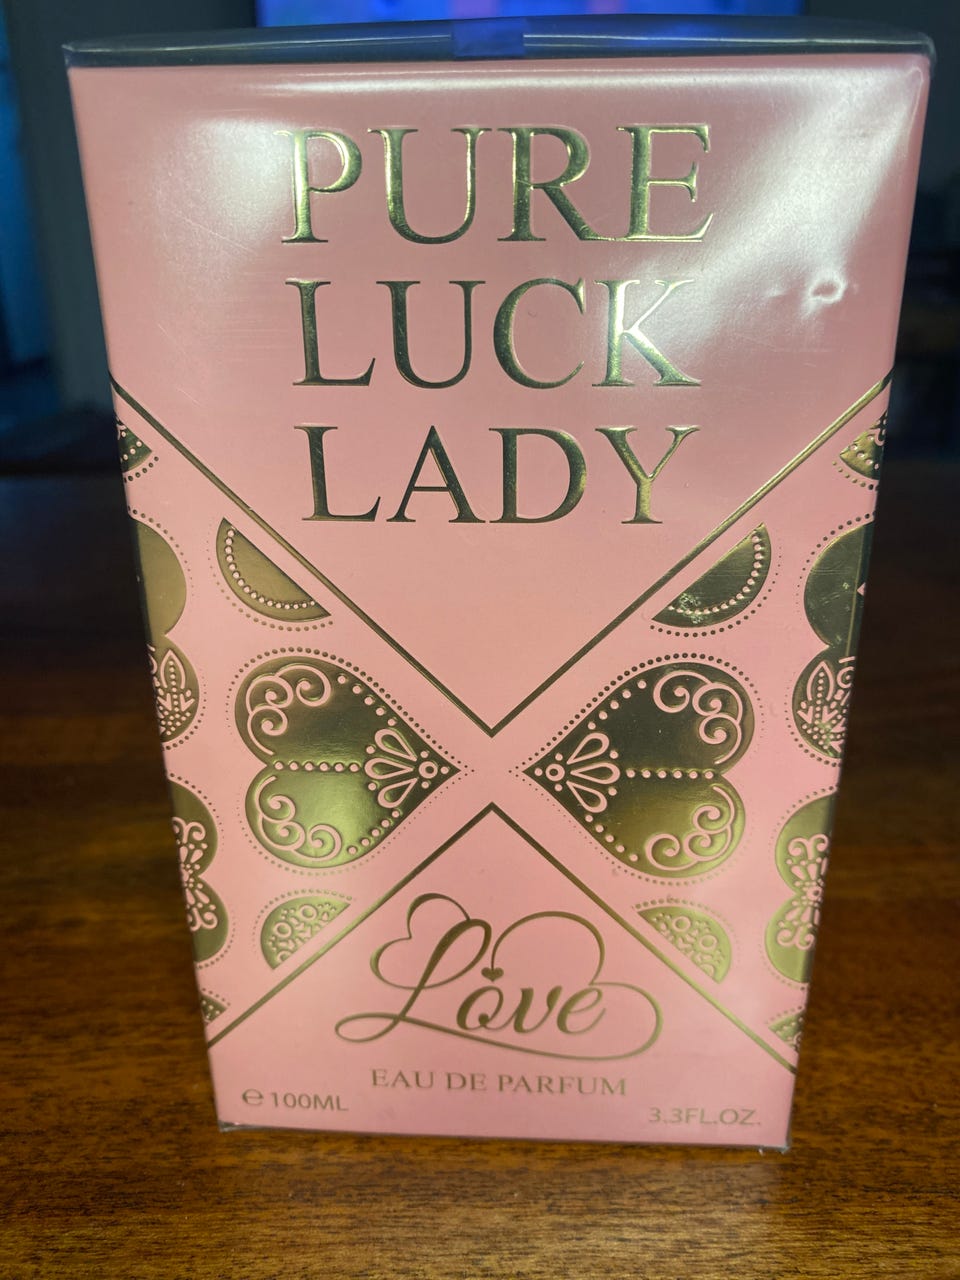 PURE
LUCK
LADY
Love
EAU DE PARFUM
℮ 100ML
3.3FL.OZ.